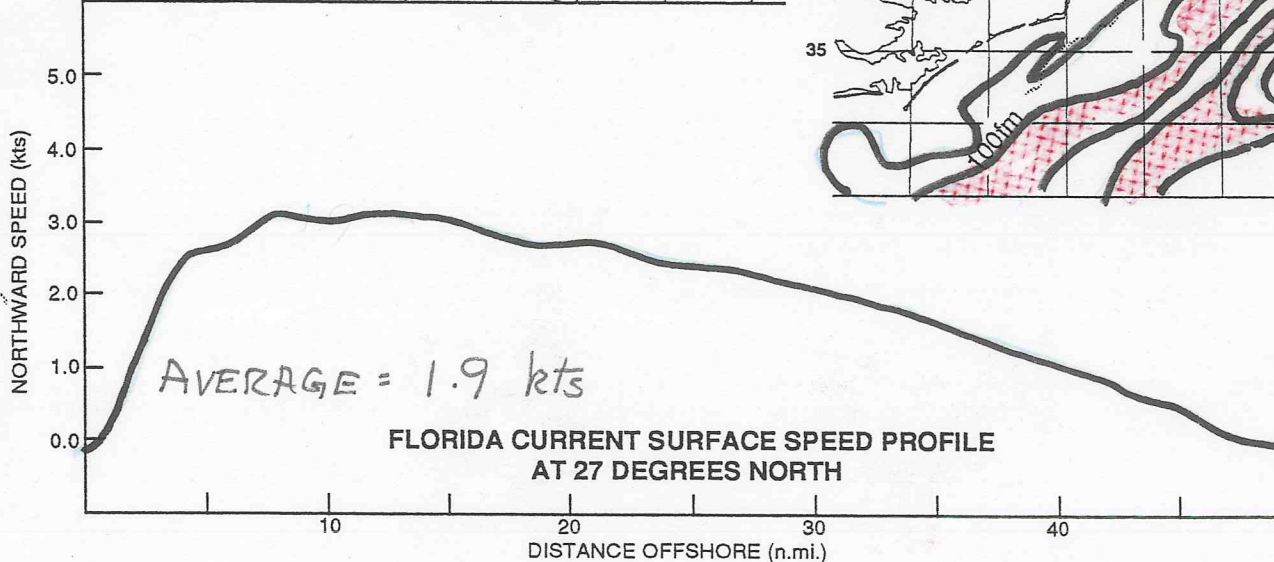 35
100fm
NORTHWARD SPEED (kts)
5.0
4.0
3.0
2.0
1.0
0.0
AVERAGE = 1.9 kts
FLORIDA CURRENT SURFACE SPEED PROFILE
AT 27 DEGREES NORTH
10
20
30
40
DISTANCE OFFSHORE (n.mi.)